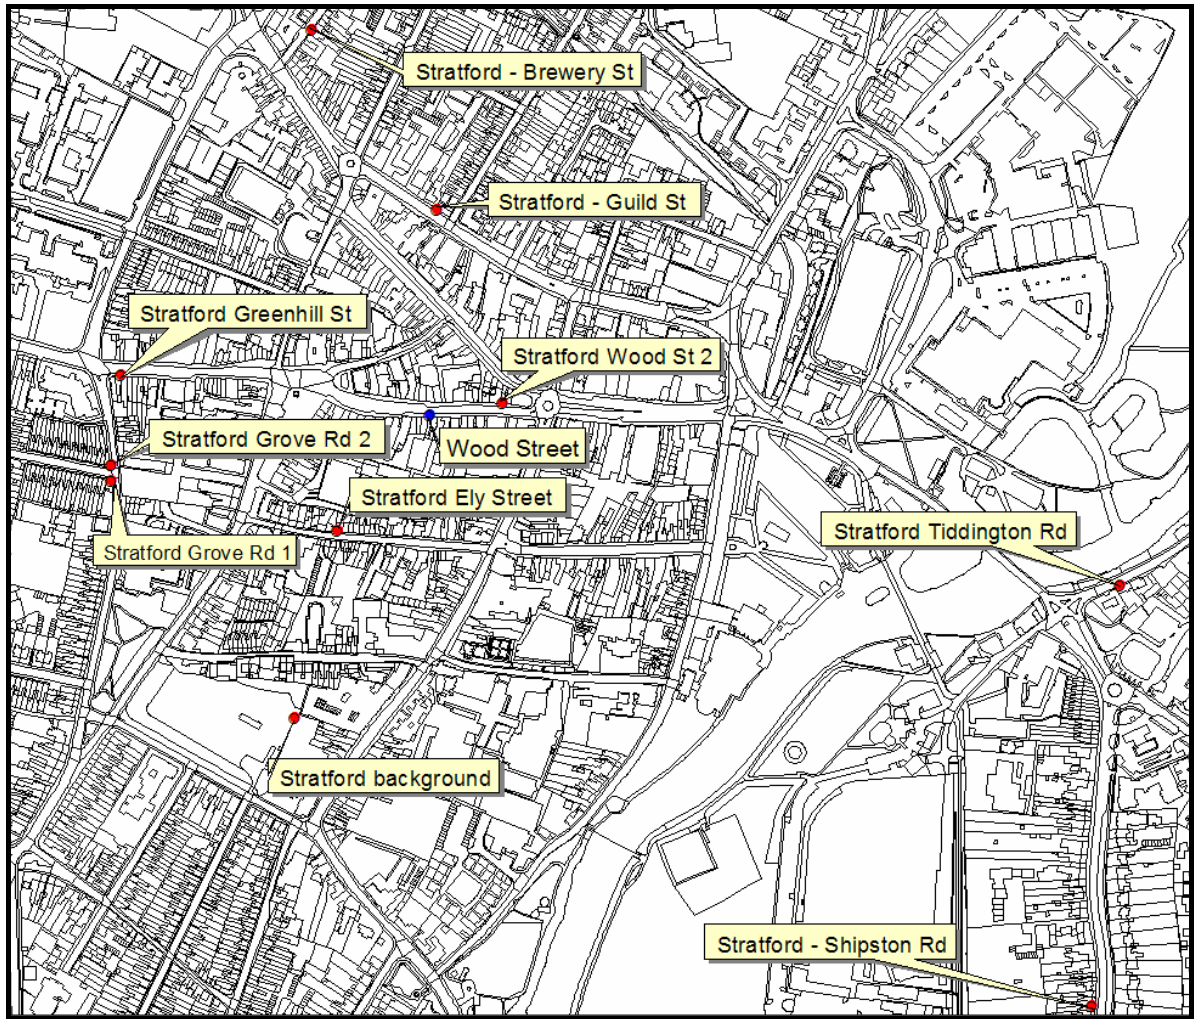 Stratford - Brewery St
Stratford - Guild St
Stratford Greenhill St
Stratford Wood St 2
Stratford Grove Rd 2
Wood Street
Stratford Ely Street
Stratford Tiddington Rd
Stratford Grove Rd 1
Stratford background
Stratford - Shipston Rd